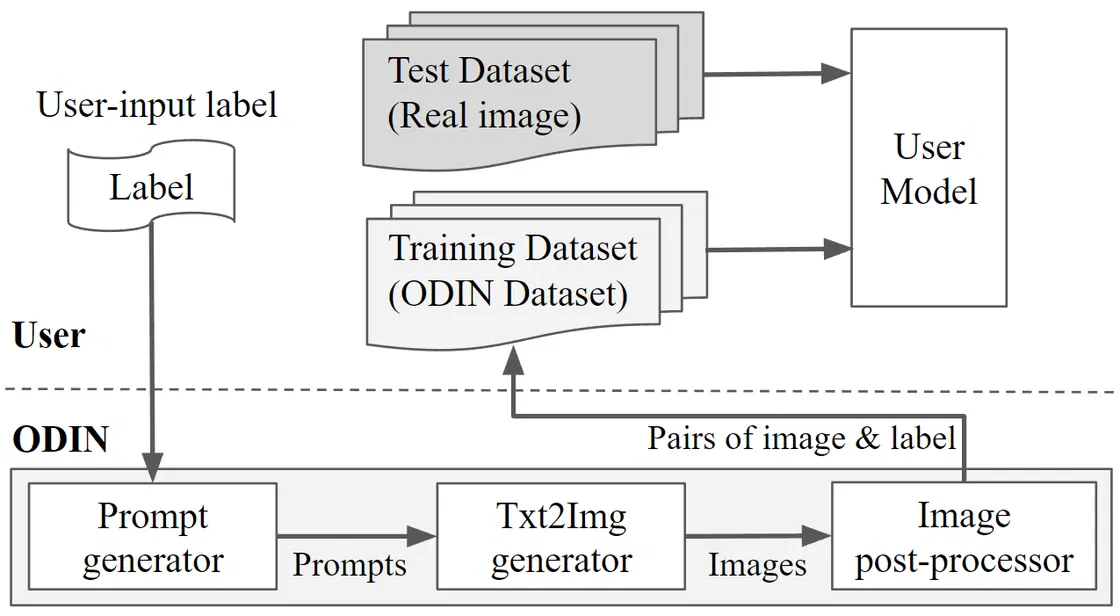 User-input label
Label
Test Dataset
(Real image)
Training Dataset
(ODIN Dataset)
User
Model
User
ODIN
Pairs of image & label
Prompt
generator
Prompts
Txt2Img
generator
Images
Image
post-processor